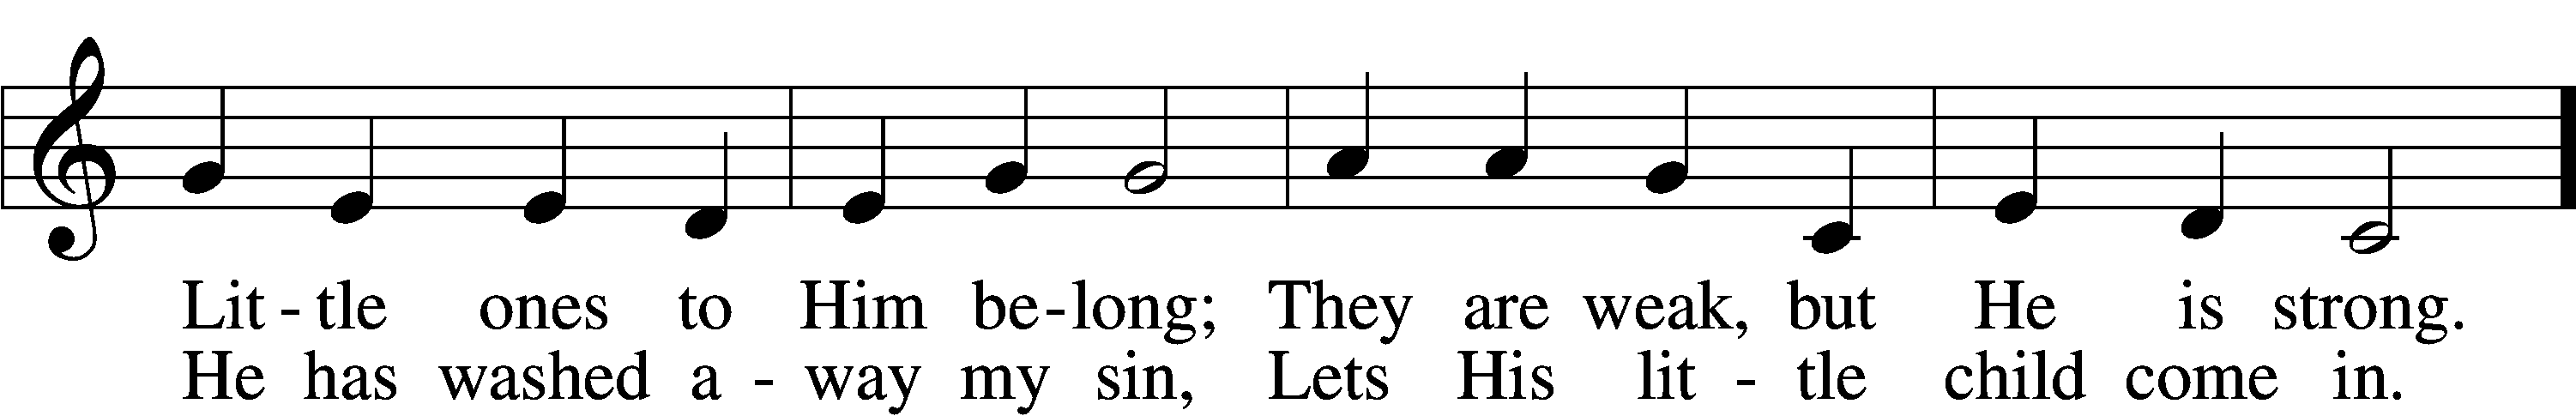 Lit - tle ones to Him be - long; They are weak, but He is strong.
He has washed a - way my sin, Lets His lit - tle child come in.